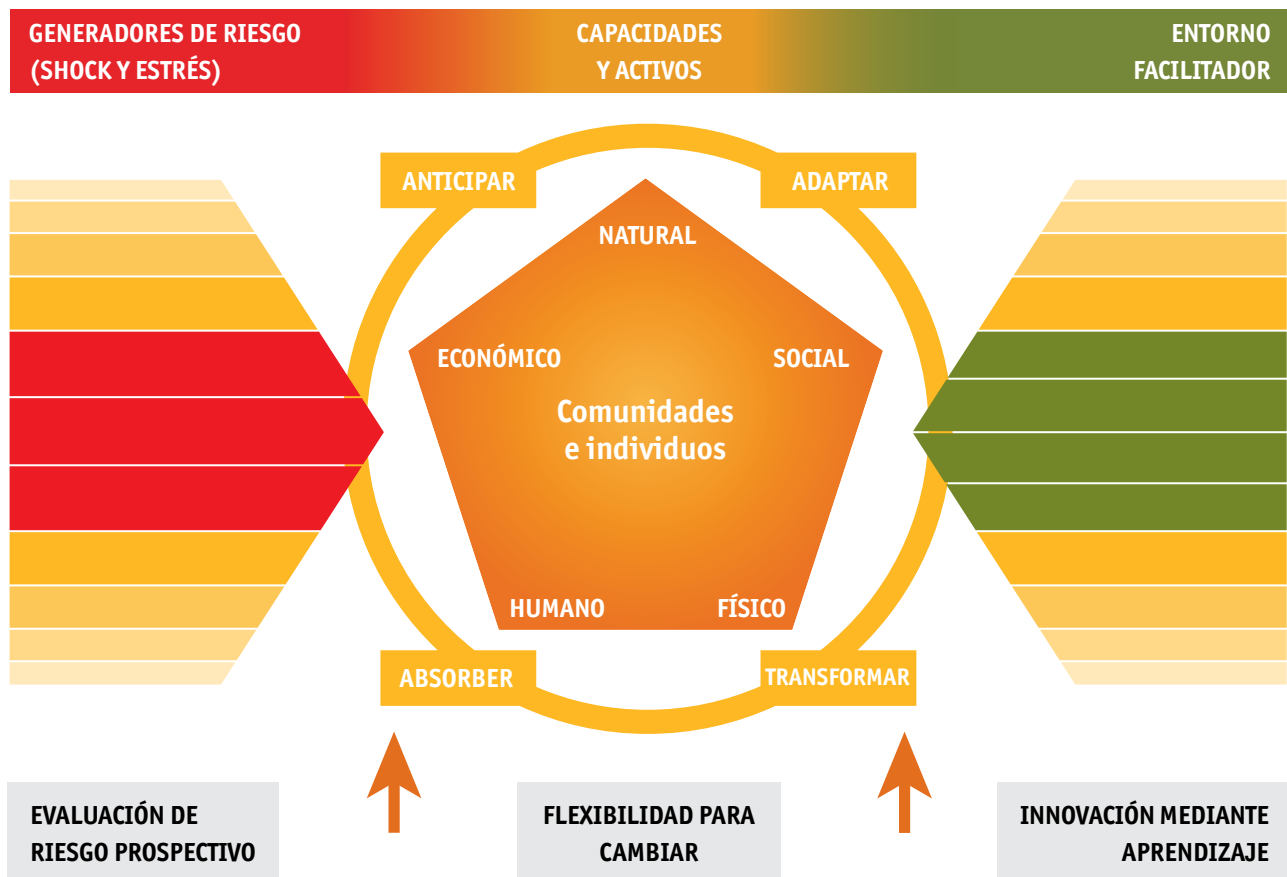 GENERADORES DE RIESGO
(SHOCK Y ESTRÉS)
CAPACIDADES
Y ACTIVOS
ENTORNO
FACILITADOR
ANTICIPAR
ADAPTAR
NATURAL
ECONÓMICO
SOCIAL
Comunidades
e individuos
HUMANO
FÍSICO
ABSORBER
TRANSFORMAR
EVALUACIÓN DE
RIESGO PROSPECTIVO
FLEXIBILIDAD PARA
CAMBIAR
INNOVACIÓN MEDIANTE
APRENDIZAJE